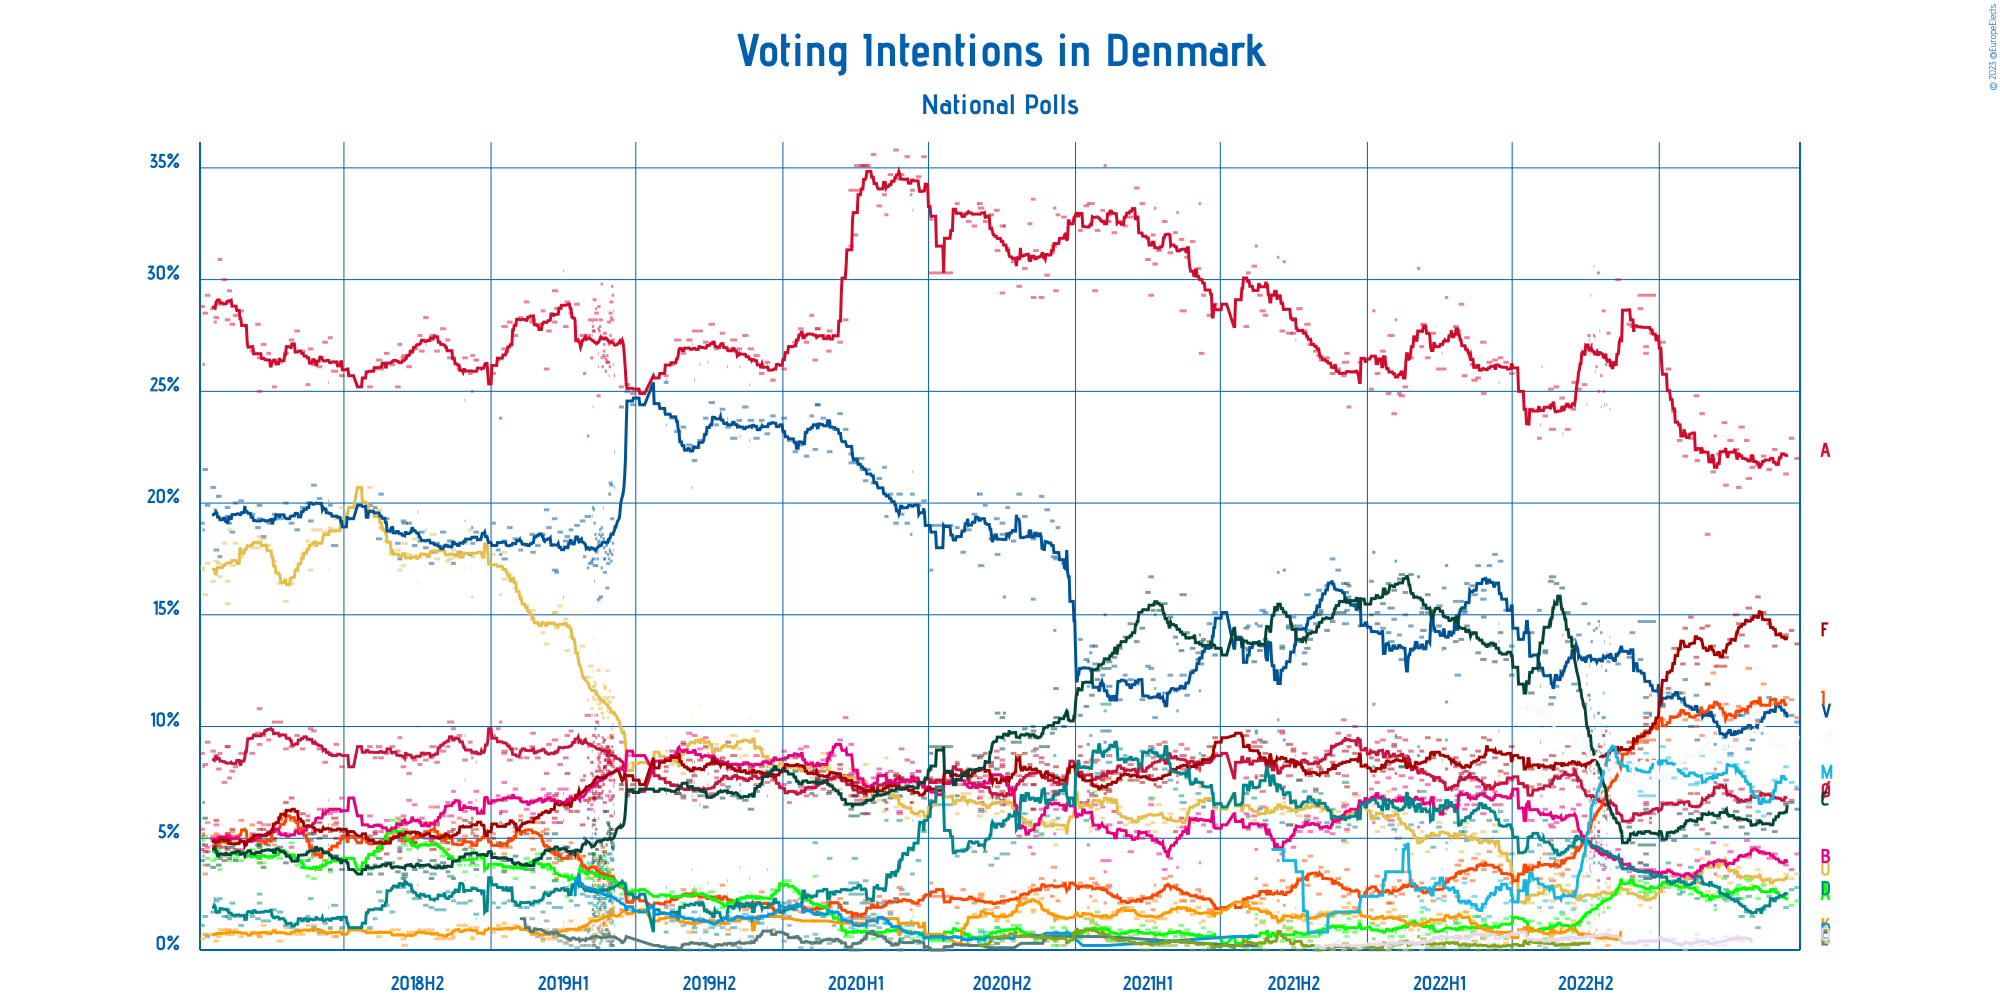 © 2023 @EuropeElects
Voting Intentions in Denmark
National Polls
35%
30%
25%
20%
15%
10%
5%
0%
A
F
I
V
M
C
B
K
2018H2
2019H1
2019H2
2020H1
2020H2
2021H1
2021H2
2022H1
2022H2